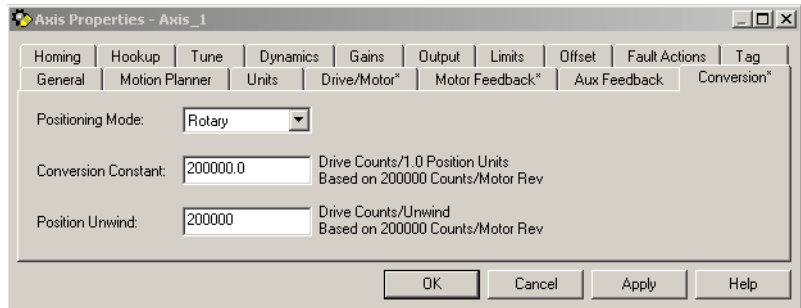 Axis Properties - Axis_1
Homing Hookup Tune Dynamics Gains Output Limits Offset Fault Actions Tag
General Motion Planner Units Drive/Motor* Motor Feedback* Aux Feedback Conversion*
Positioning Mode: Rotary
Conversion Constant: 200000.0 Drive Counts/1.0 Position Units
Based on 200000 Counts/Motor Rev
Position Unwind: 200000 Drive Counts/Unwind
Based on 200000 Counts/Motor Rev
OK Cancel Apply Help